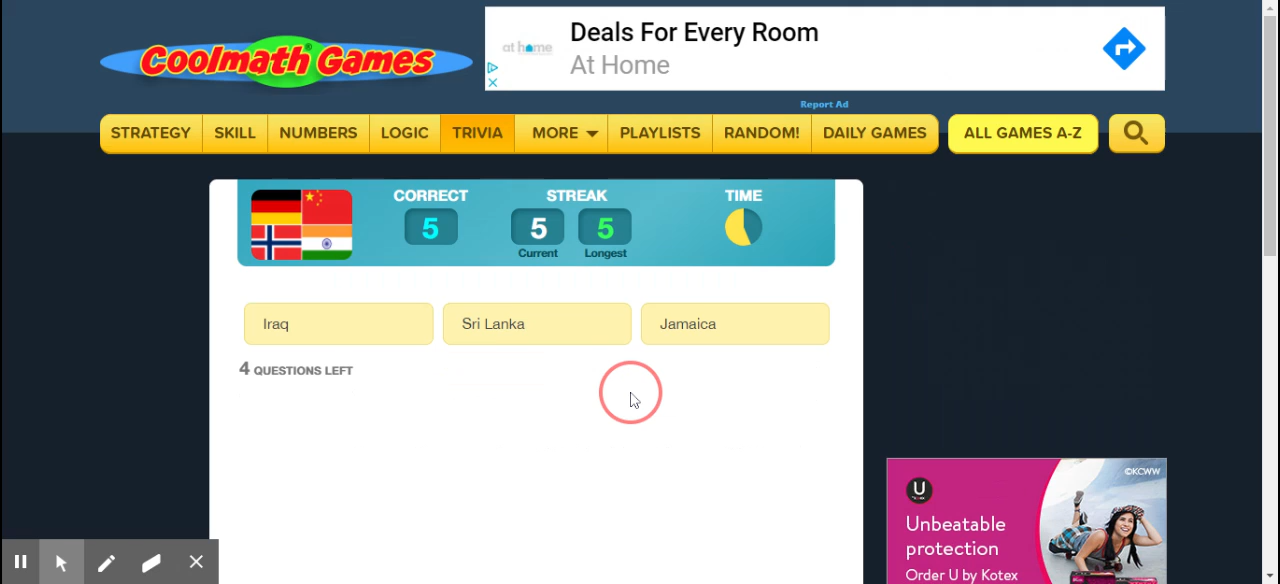 Coolmath Games®
at home
Deals For Every Room
At Home
Report Ad
STRATEGY SKILL NUMBERS LOGIC TRIVIA MORE PLAYLISTS RANDOM! DAILY GAMES ALL GAMES A-Z
CORRECT STREAK TIME
5 5 5
Current Longest
Iraq Sri Lanka Jamaica
4 QUESTIONS LEFT
©KCWW
U
Unbeatable
protection
Order U by Kotex